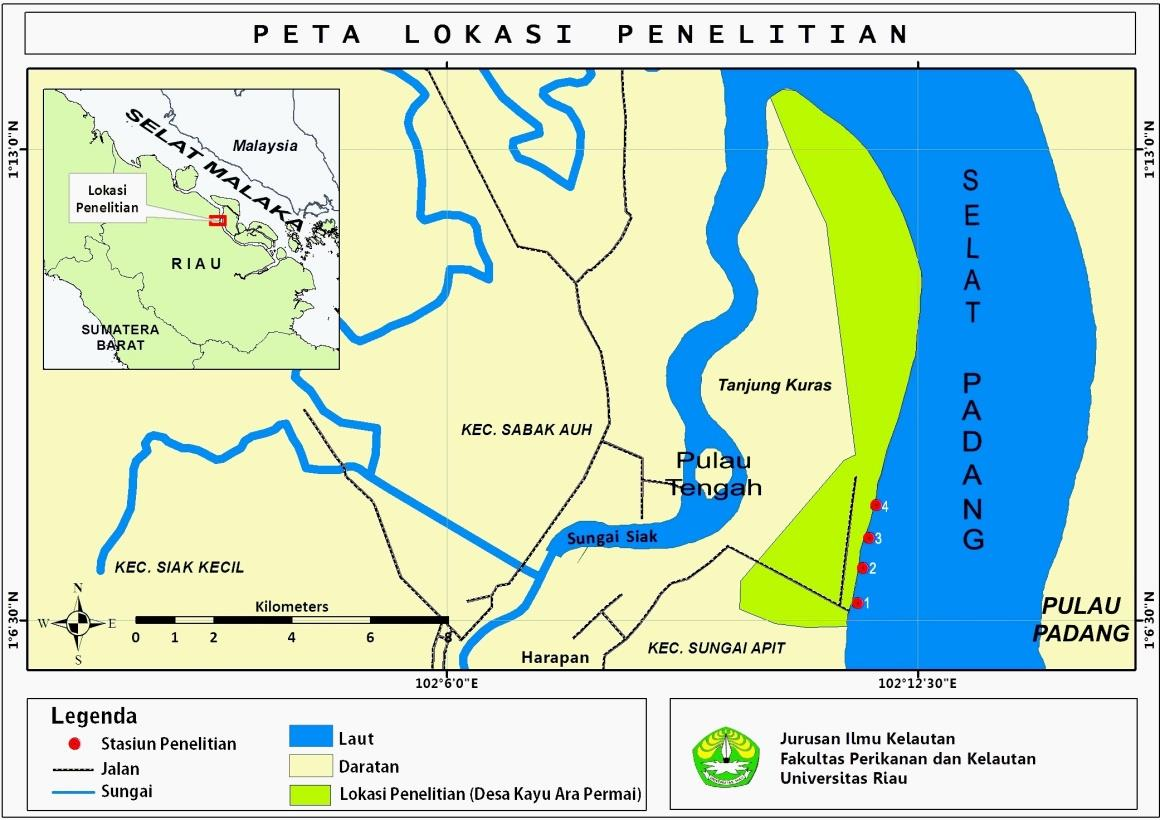 PETA LOKASI PENELITIAN
SELAT MALAKA
Malaysia
Lokasi
Penelitian
RIAU
SUMATERA
BARAT
1°13'0"N
1°13'0"N
SELAT PADANG
Tanjung Kuras
KEC. SABAK AUH
Pulau
Tengah
Sungai Siak
4
3
2
1
KEC. SIAK KECIL
N
W E
S
Kilometers
0 1 2 4 6 8
Harapan
KEC. SUNGAI APIT
PULAU
PADANG
1°6'30"N
1°6'30"N
102°6'0"E
102°12'30"E
Legenda
Stasiun Penelitian
Jalan
Sungai
Laut
Daratan
Lokasi Penelitian (Desa Kayu Ara Permai)
Jurusan Ilmu Kelautan
Fakultas Perikanan dan Kelautan
Universitas Riau